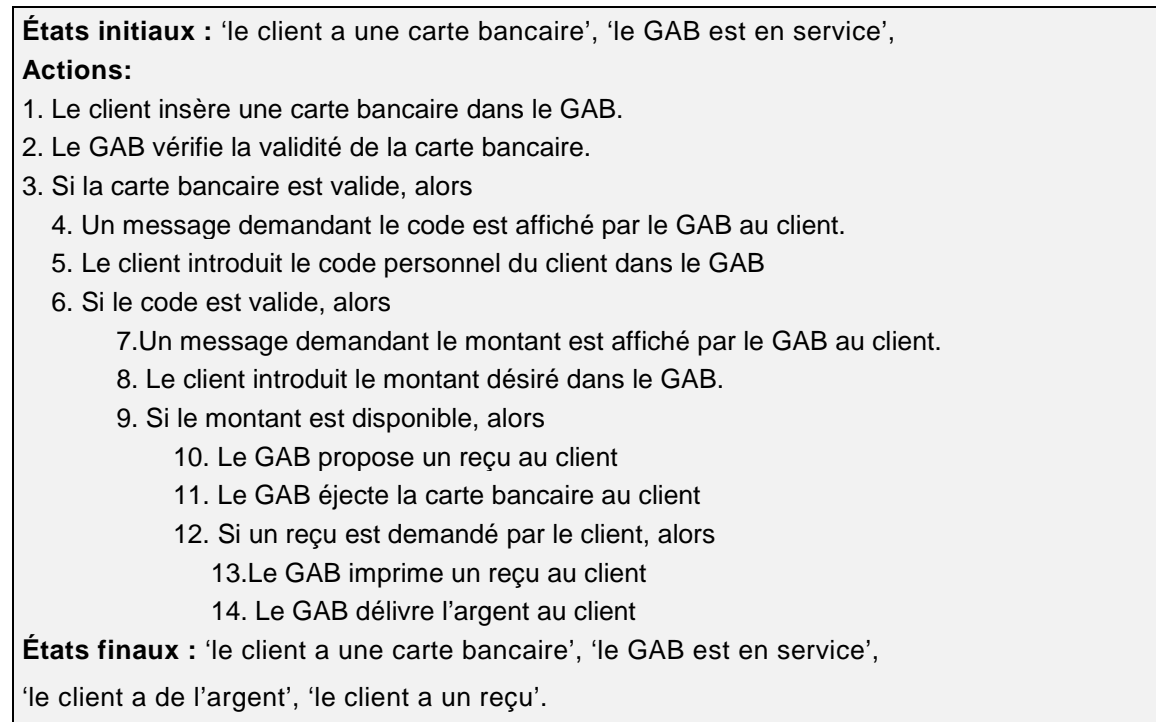 États initiaux : ‘le client a une carte bancaire’, ‘le GAB est en service’,
Actions:
1. Le client insère une carte bancaire dans le GAB.
2. Le GAB vérifie la validité de la carte bancaire.
3. Si la carte bancaire est valide, alors
4. Un message demandant le code est affiché par le GAB au client.
5. Le client introduit le code personnel du client dans le GAB
6. Si le code est valide, alors
7.Un message demandant le montant est affiché par le GAB au client.
8. Le client introduit le montant désiré dans le GAB.
9. Si le montant est disponible, alors
10. Le GAB propose un reçu au client
11. Le GAB éjecte la carte bancaire au client
12. Si un reçu est demandé par le client, alors
13.Le GAB imprime un reçu au client
14. Le GAB délivre l’argent au client
États finaux : ‘le client a une carte bancaire’, ‘le GAB est en service’,
‘le client a de l’argent’, ‘le client a un reçu’.